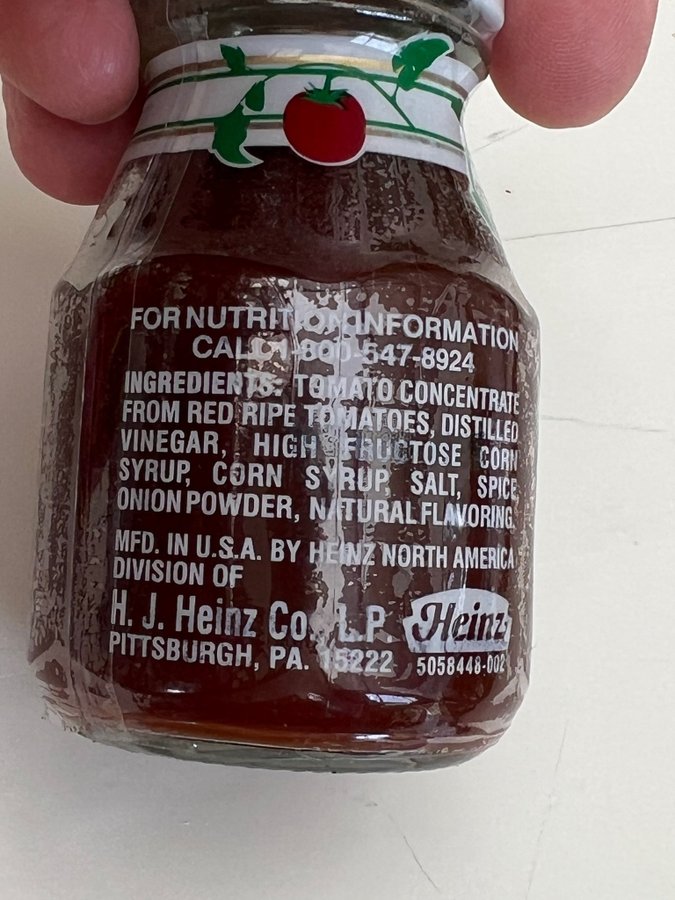 FOR NUTRITION INFORMATION
CALL 1-800-547-8924
INGREDIENTS: TOMATO CONCENTRATE
FROM RED RIPE TOMATOES, DISTILLED
VINEGAR, HIGH FRUCTOSE CORN
SYRUP, CORN SYRUP, SALT, SPICE,
ONION POWDER, NATURAL FLAVORING.
MFD. IN U.S.A. BY HEINZ NORTH AMERICA
DIVISION OF
H. J. Heinz Co., L.P.
PITTSBURGH, PA. 15222
Heinz
5058448-002